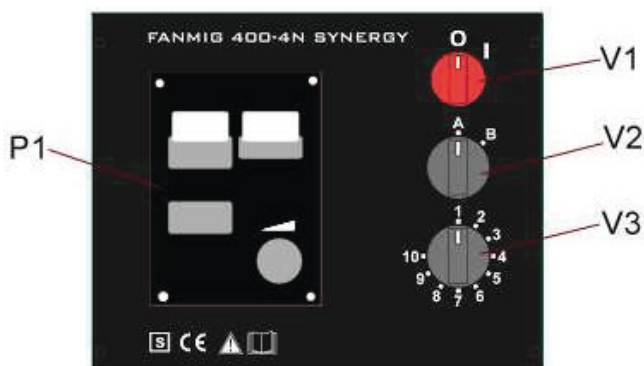 FANMIG 400-4N SYNERGY
O I
V1
A B
V2
P1
1 2 3 4 5 6 7 8 9 10
V3
S CE